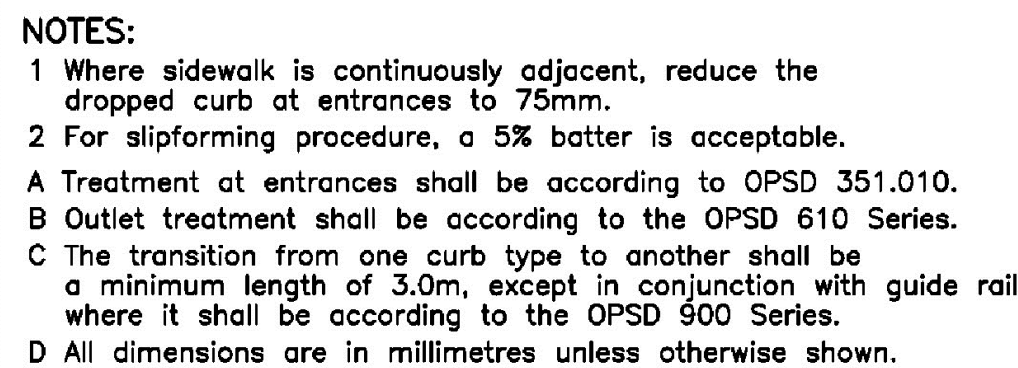 NOTES:
1 Where sidewalk is continuously adjacent, reduce the
dropped curb at entrances to 75mm.
2 For slipforming procedure, a 5% batter is acceptable.
A Treatment at entrances shall be according to OPSD 351.010.
B Outlet treatment shall be according to the OPSD 610 Series.
C The transition from one curb type to another shall be
a minimum length of 3.0m, except in conjunction with guide rail
where it shall be according to the OPSD 900 Series.
D All dimensions are in millimetres unless otherwise shown.